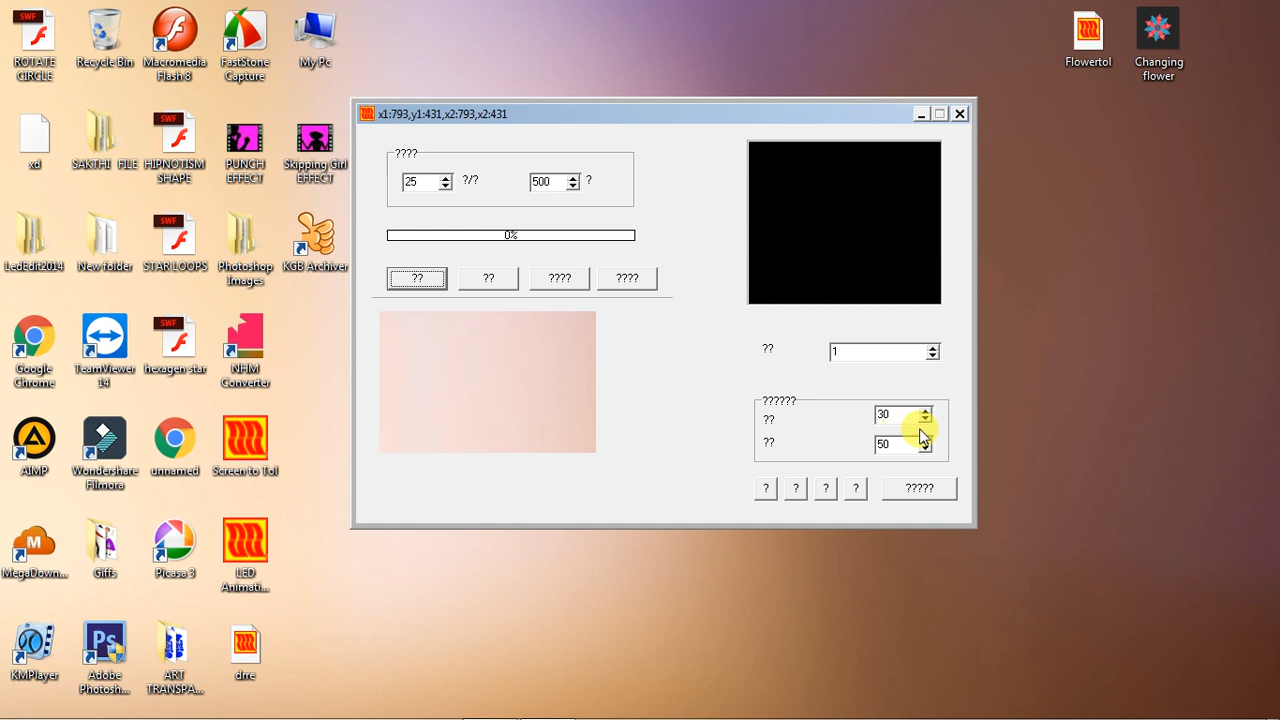 ROTATE CIRCLE
Recycle Bin
Macromedia Flash 8
FastStone Capture
My Pc
Flowertol
Changing flower
xd
SAKTHI FILE
HIPNOTISM SHAPE
PUNCH EFFECT
Skipping Girl EFFECT
LedEdit2014
New folder
STAR LOOPS
Photoshop Images
KGB Archiver
Google Chrome
TeamViewer 14
hexagen star
NHM Converter
AIMP
Wondershare Filmora
unnamed
Screen to Tol
MegaDown...
Giffs
Picasa 3
LED Animati...
KMPlayer
Adobe Photosh...
ART TRANSPA...
drre
SWF
SWF
SWF
SWF
x1:793,y1:431,x2:793,x2:431
????
25 ?/? 500 ?
0%
?? ?? ???? ????
?? 1
??????
?? 30
?? 50
? ? ? ? ?????